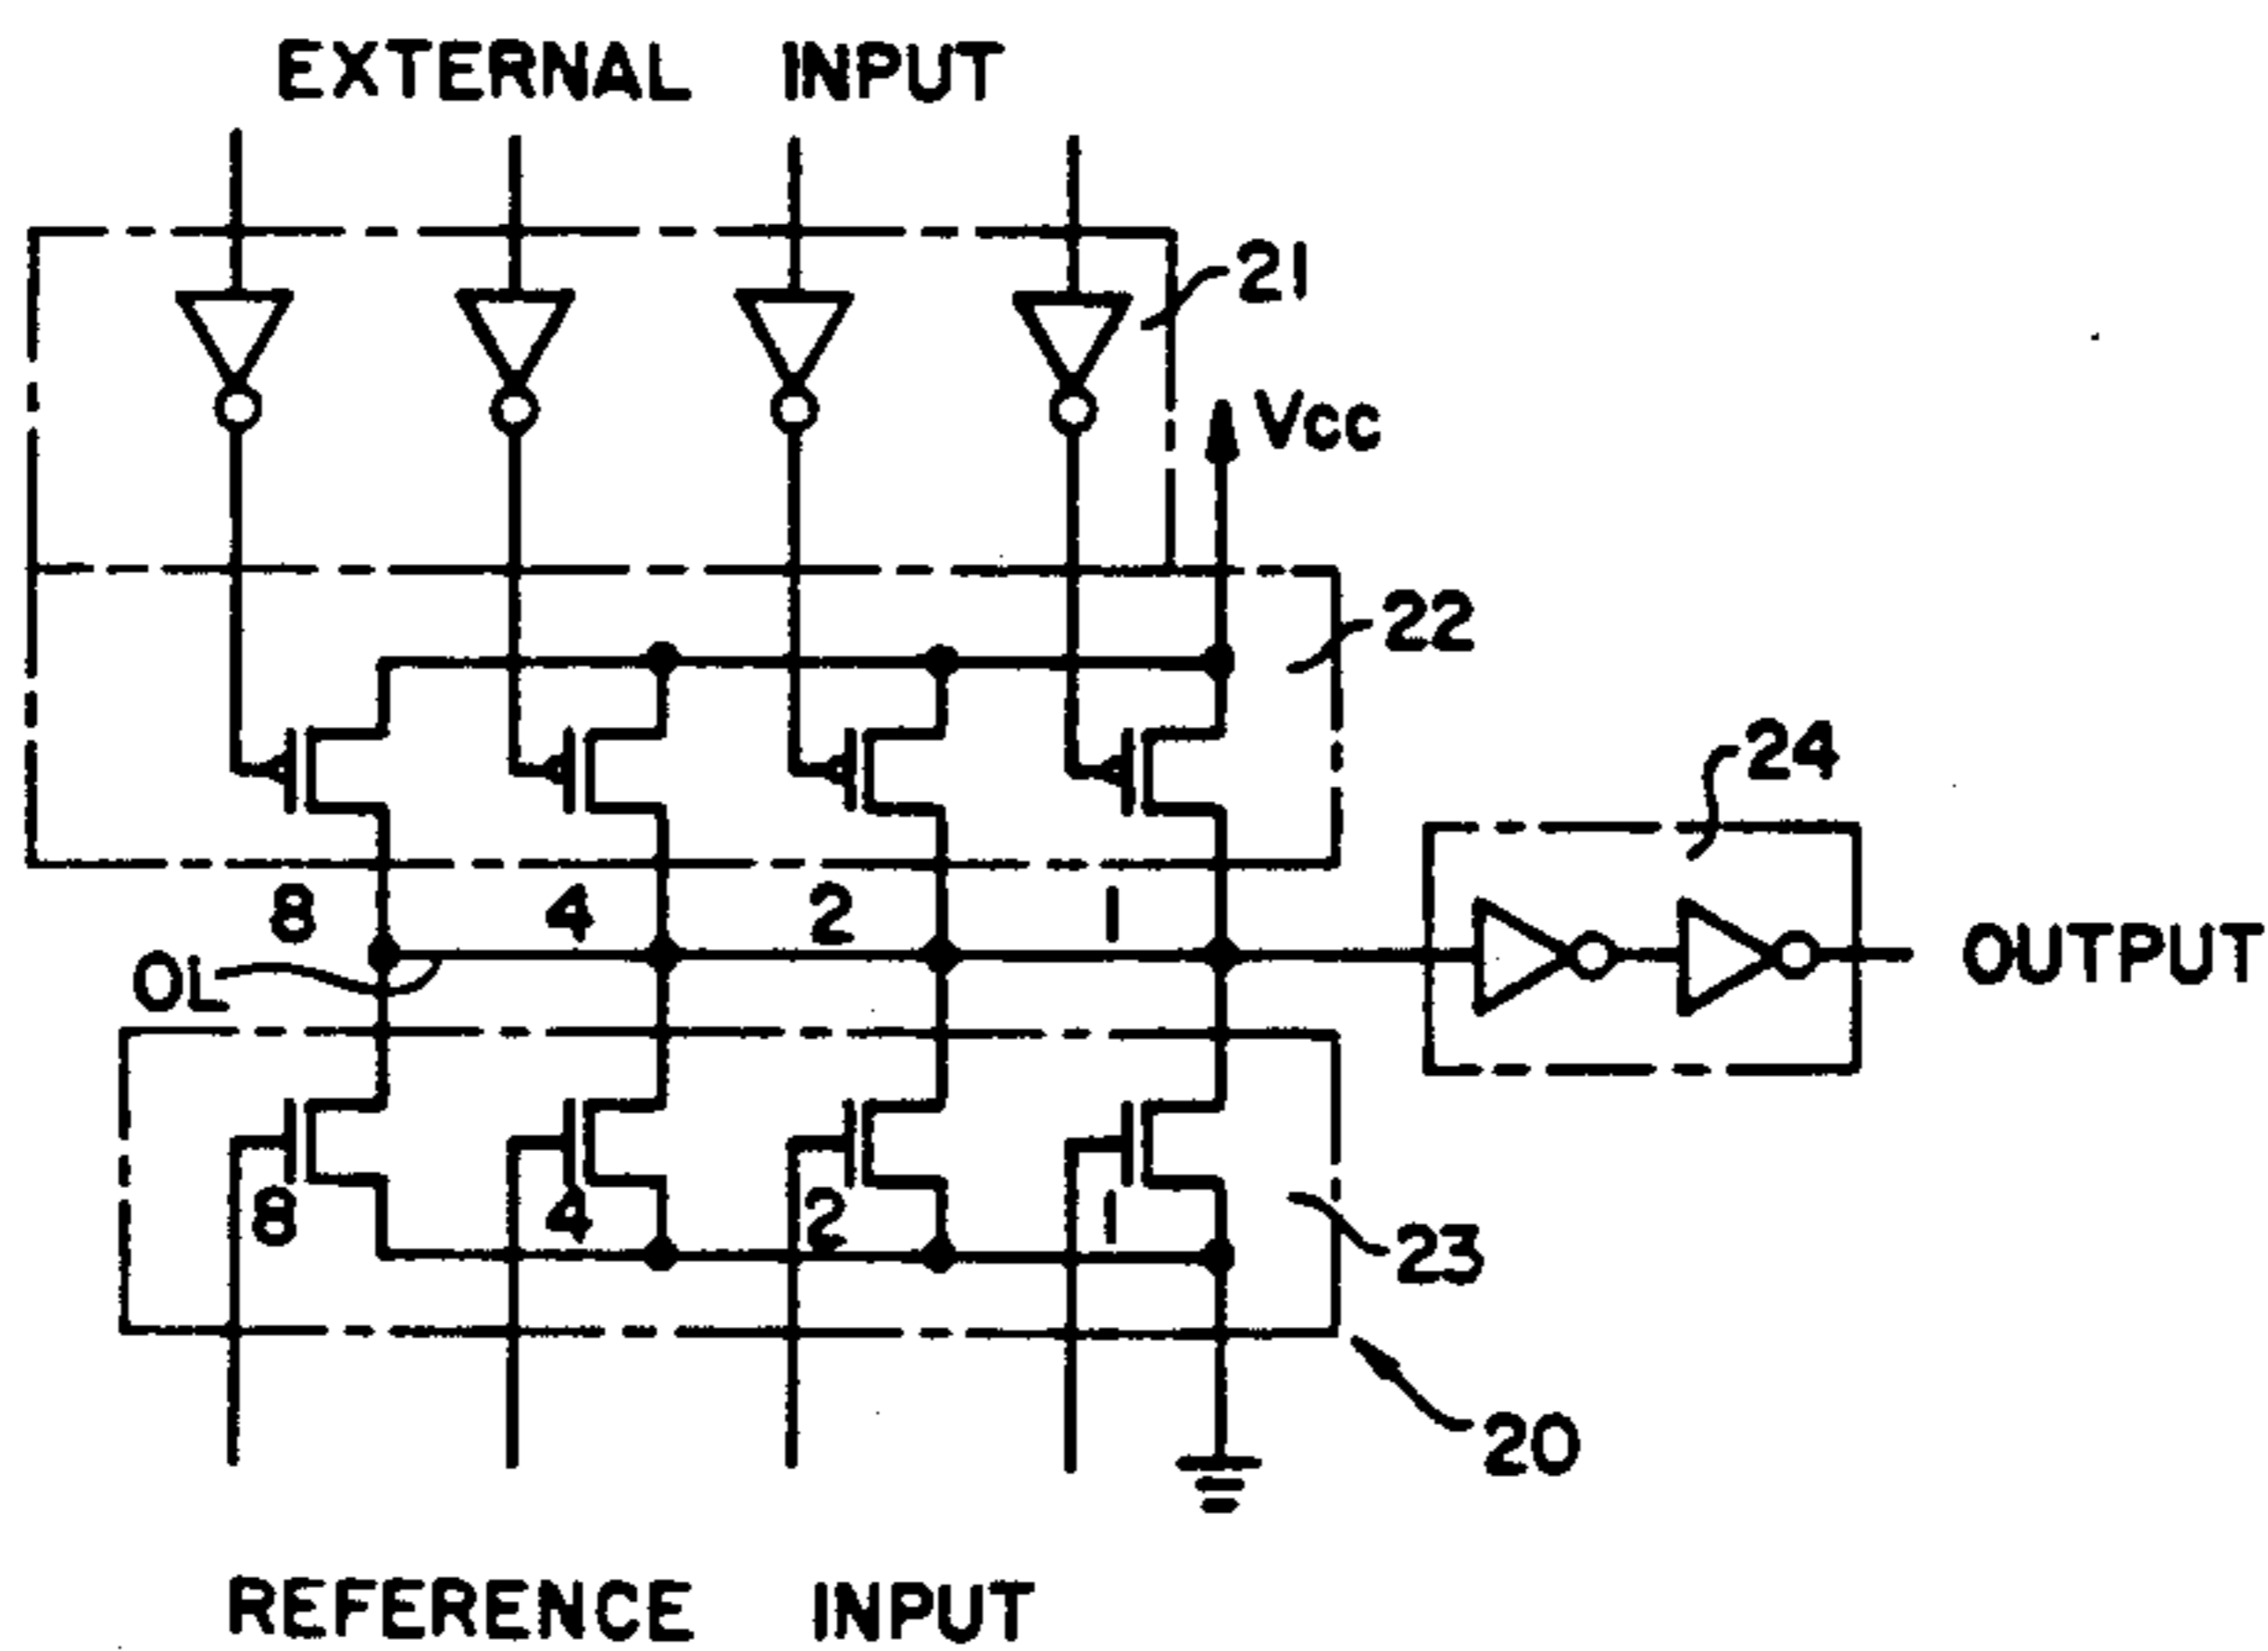 EXTERNAL INPUT
21
Vcc
22
24
8 4 2 1
OL
OUTPUT
8 4 2 1
23
20
REFERENCE INPUT